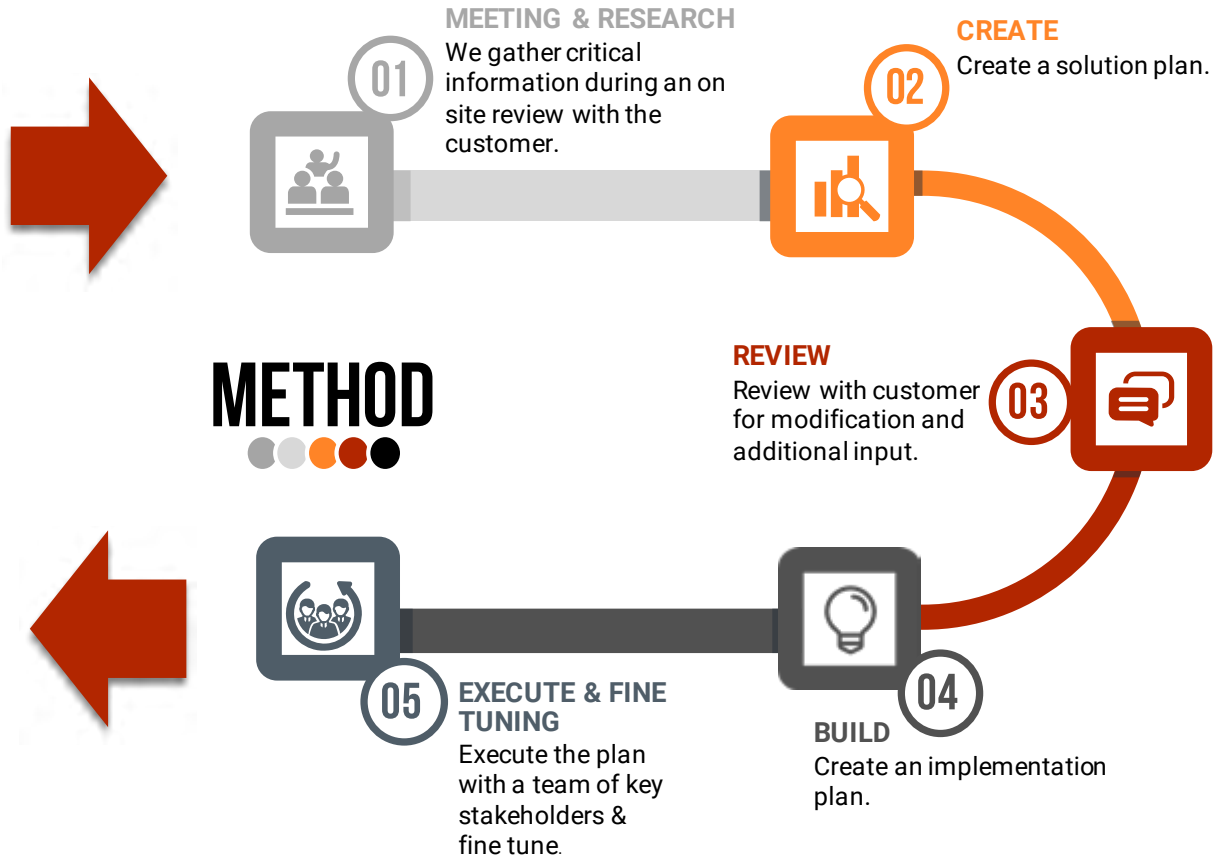 MEETING & RESEARCH
01
We gather critical
information during an on
site review with the
customer.
CREATE
02
Create a solution plan.
REVIEW
03
Review with customer
for modification and
additional input.
METHOD
04
BUILD
Create an implementation
plan.
05
EXECUTE & FINE
TUNING
Execute the plan
with a team of key
stakeholders &
fine tune.